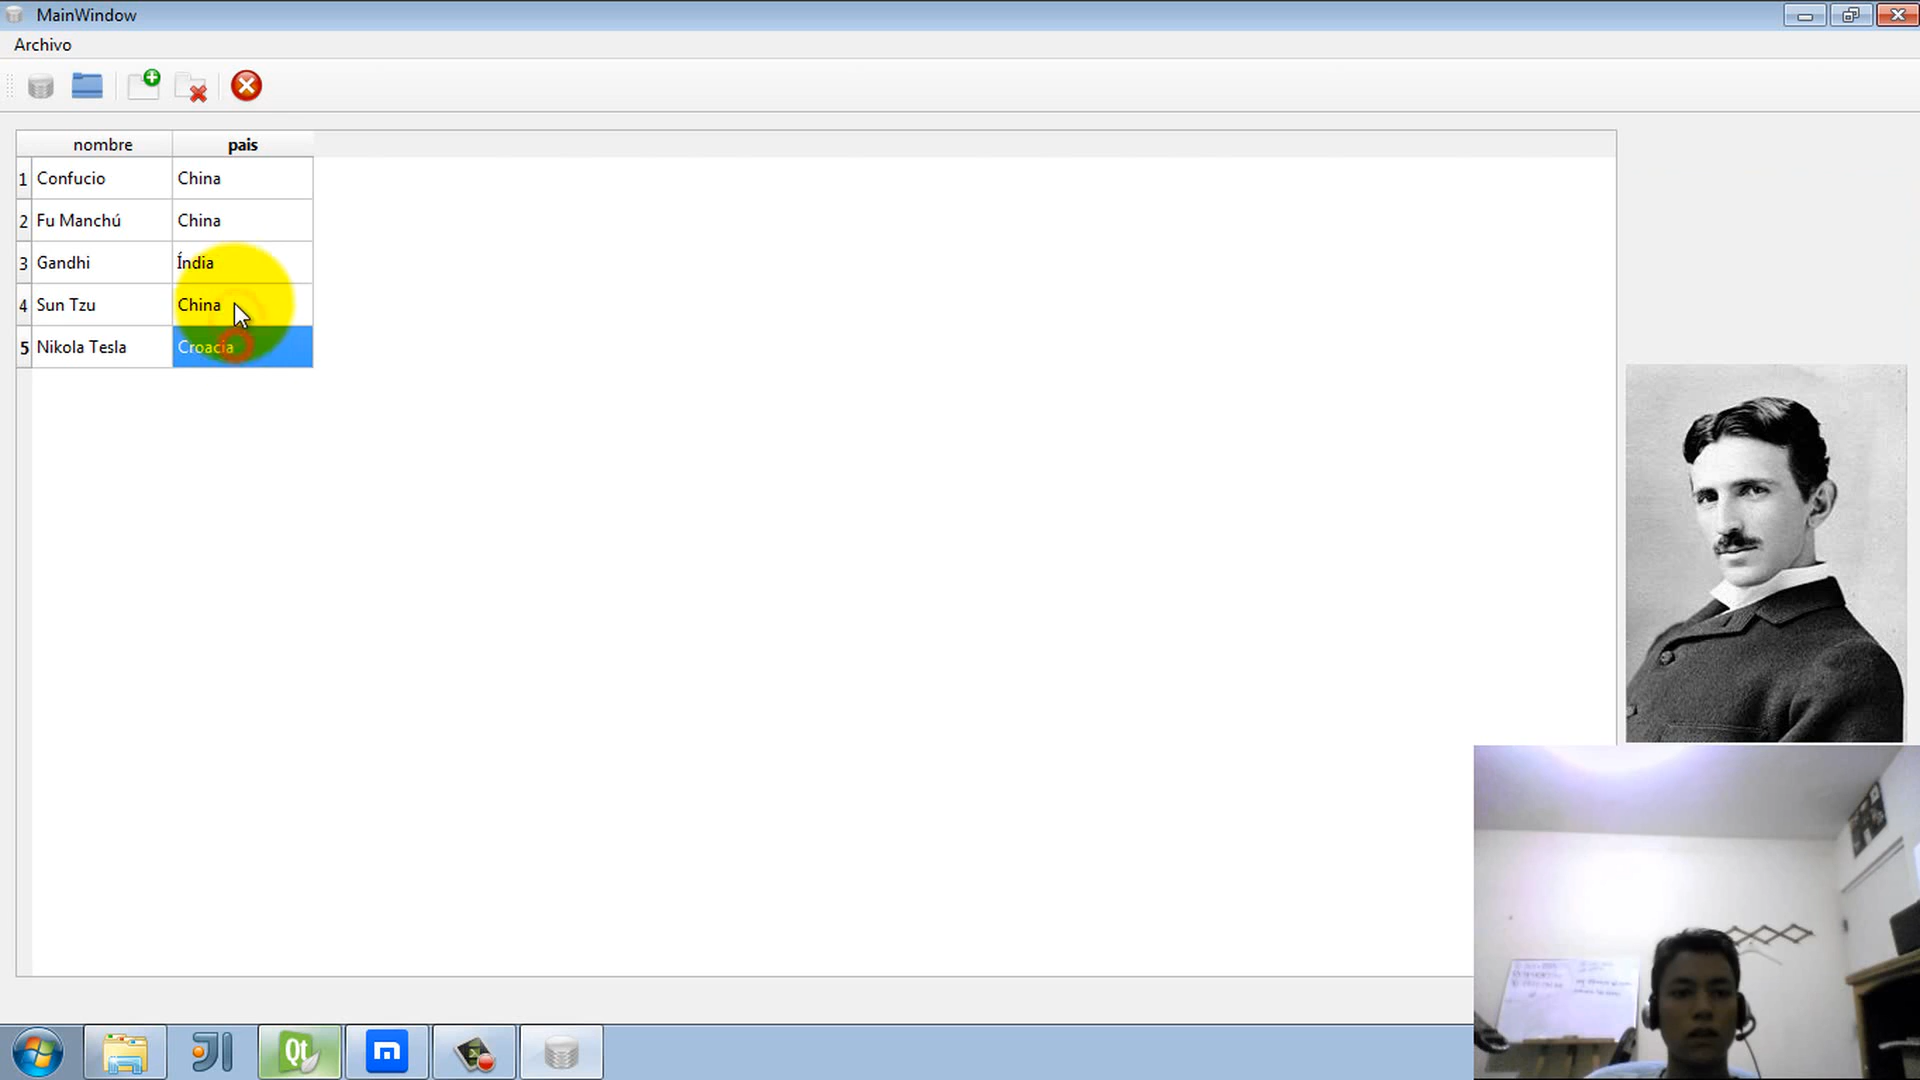 MainWindow
Archivo
nombre pais
1 Confucio China
2 Fu Manchú China
3 Gandhi Índia
4 Sun Tzu China
5 Nikola Tesla Croacia
Qt
m